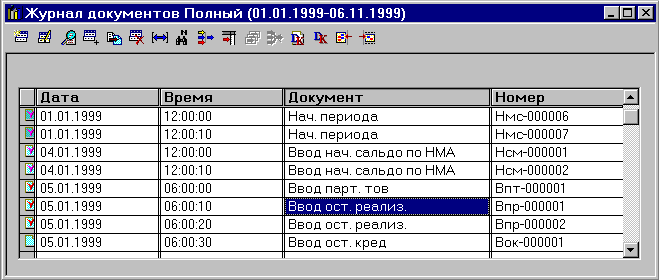 Журнал документов Полный (01.01.1999-06.11.1999)
Дата Время Документ Номер
01.01.1999 12:00:00 Нач. периода Нмс-000006
01.01.1999 12:00:10 Нач. периода Нмс-000007
04.01.1999 12:00:00 Ввод нач. сальдо по НМА Нсм-000001
04.01.1999 12:00:10 Ввод нач. сальдо по НМА Нсм-000002
05.01.1999 06:00:00 Ввод парт. тов Впт-000001
05.01.1999 06:00:10 Ввод ост. реализ. Впр-000001
05.01.1999 06:00:20 Ввод ост. реализ. Впр-000002
05.01.1999 06:00:30 Ввод ост. кред Вок-000001